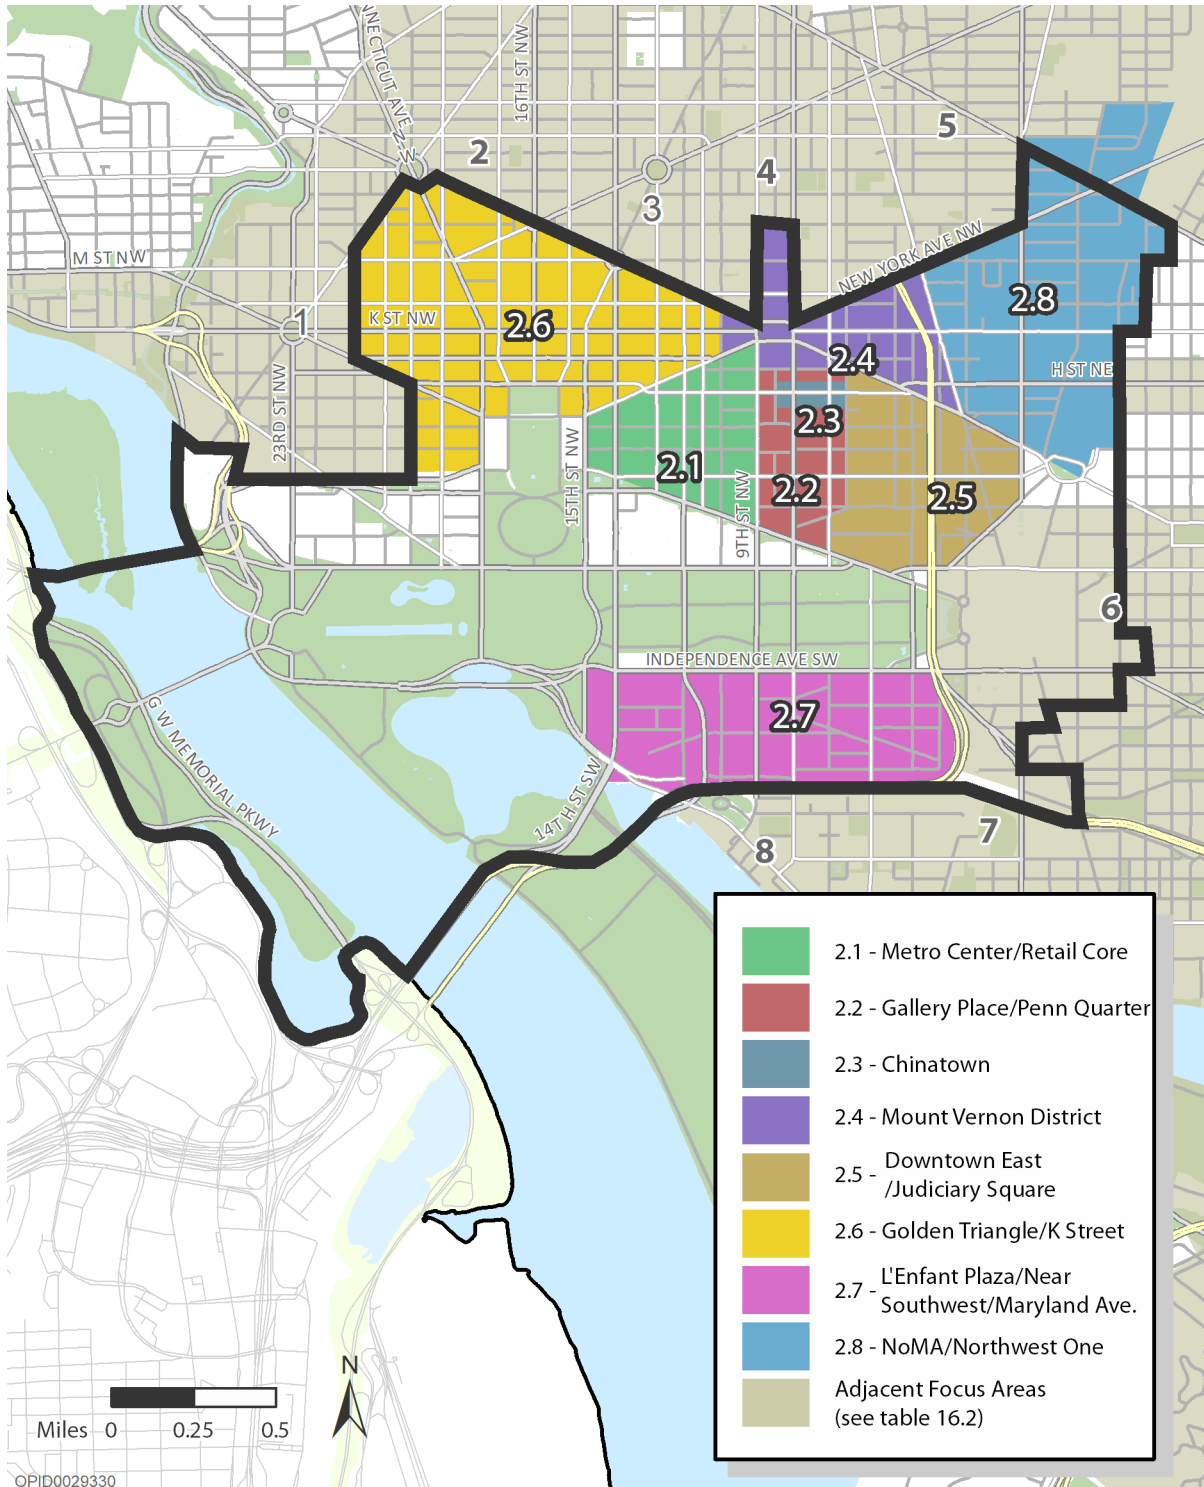 CONNECTICUT AVE N-W
16TH ST NW
2
3
4
5
M ST NW
1
K ST NW
2.6
NEW YORK AVE NW
2.8
2.4
H ST NE
23RD ST NW
15TH ST NW
2.3
2.1
9TH ST NW
2.2
2.5
6
INDEPENDENCE AVE SW
2.7
G W MEMORIAL PKWY
14TH ST SW
7
8
2.1 - Metro Center/Retail Core
2.2 - Gallery Place/Penn Quarter
2.3 - Chinatown
2.4 - Mount Vernon District
2.5 - Downtown East
/Judiciary Square
2.6 - Golden Triangle/K Street
2.7 - L'Enfant Plaza/Near
Southwest/Maryland Ave.
2.8 - NoMA/Northwest One
Adjacent Focus Areas
(see table 16.2)
N
Miles 0 0.25 0.5
OPID0029330